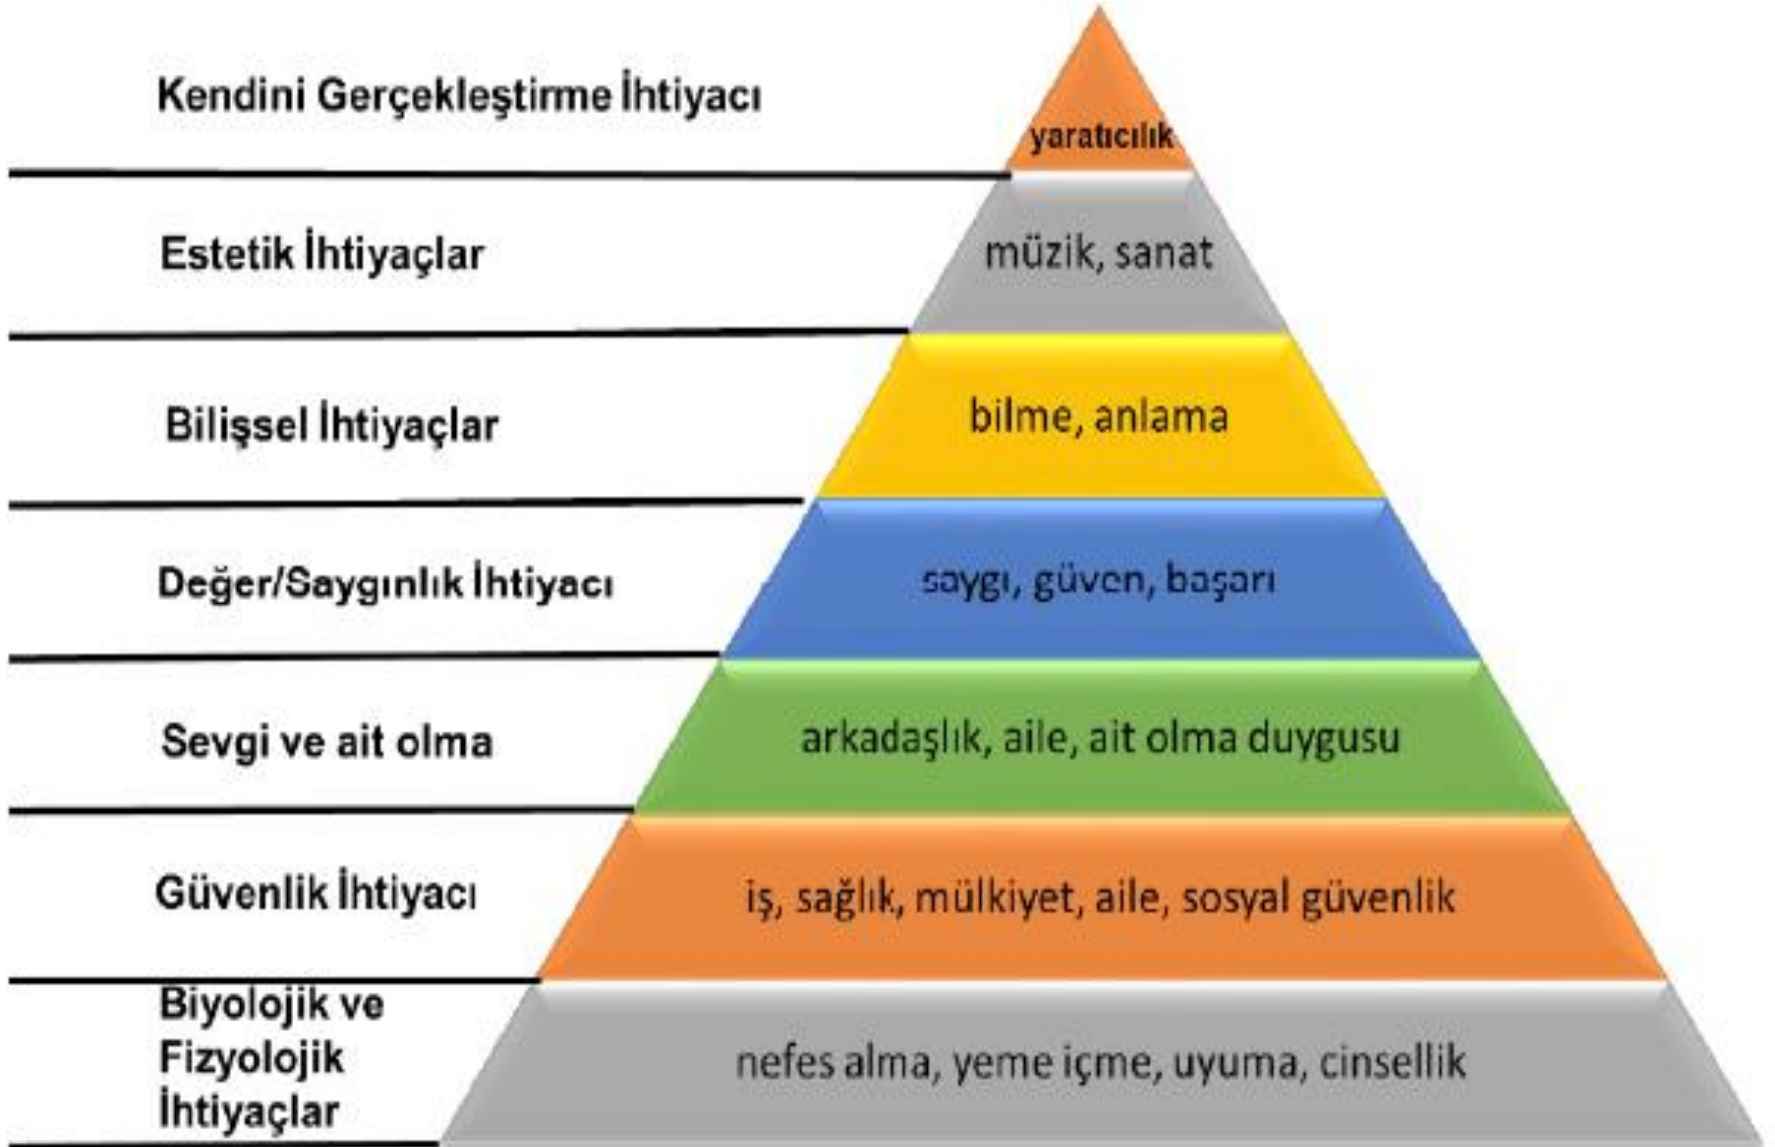 Kendini Gerçekleştirme İhtiyacı
yaratıcılık
Estetik İhtiyaçlar
müzik, sanat
Bilişsel İhtiyaçlar
bilme, anlama
Değer/Saygınlık İhtiyacı
saygı, güven, başarı
Sevgi ve ait olma
arkadaşlık, aile, ait olma duygusu
Güvenlik İhtiyacı
iş, sağlık, mülkiyet, aile, sosyal güvenlik
Biyolojik ve
Fizyolojik
İhtiyaçlar
nefes alma, yeme içme, uyuma, cinsellik